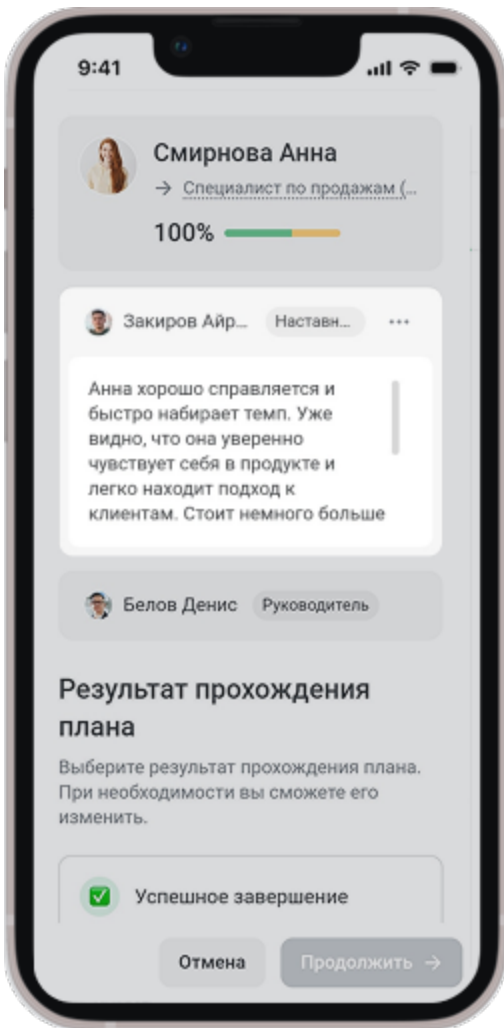 9:41
Смирнова Анна
→ Специалист по продажам (...
100%
Закиров Айр... Наставн... ...
Анна хорошо справляется и
быстро набирает темп. Уже
видно, что она уверенно
чувствует себя в продукте и
легко находит подход к
клиентам. Стоит немного больше
Белов Денис Руководитель
Результат прохождения
плана
Выберите результат прохождения плана.
При необходимости вы сможете его
изменить.
Успешное завершение
Отмена Продолжить →